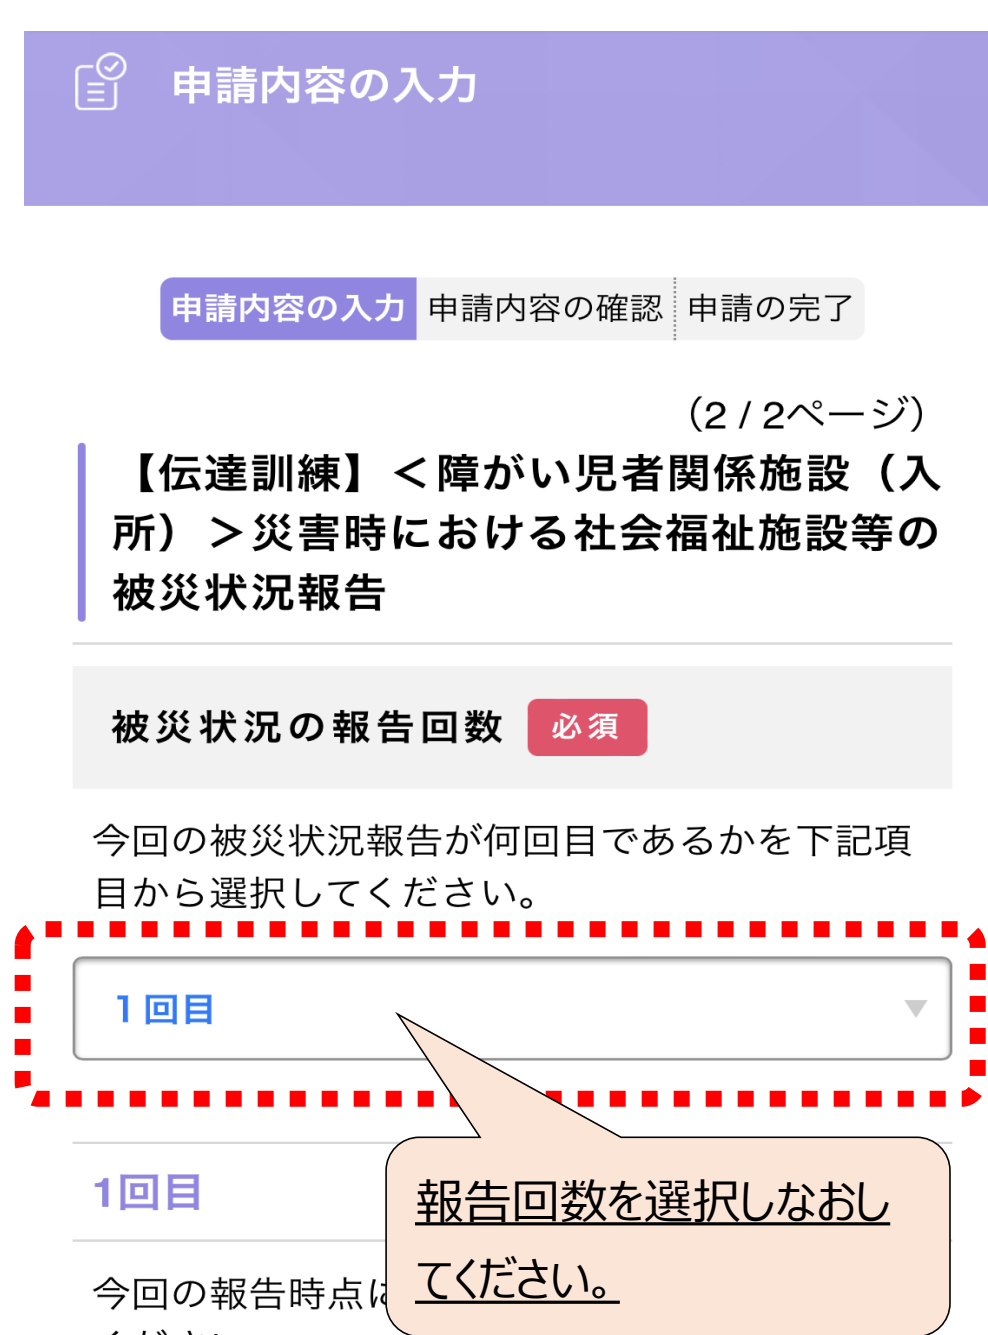 申請内容の入力
申請内容の入力 申請内容の確認 申請の完了
（2 / 2ページ）
【伝達訓練】＜障がい児者関係施設（入
所）＞災害時における社会福祉施設等の
被災状況報告
被災状況の報告回数 必須
今回の被災状況報告が何回目であるかを下記項
目から選択してください。
1回目
1回目
報告回数を選択しなおし
てください。
今回の報告時点は